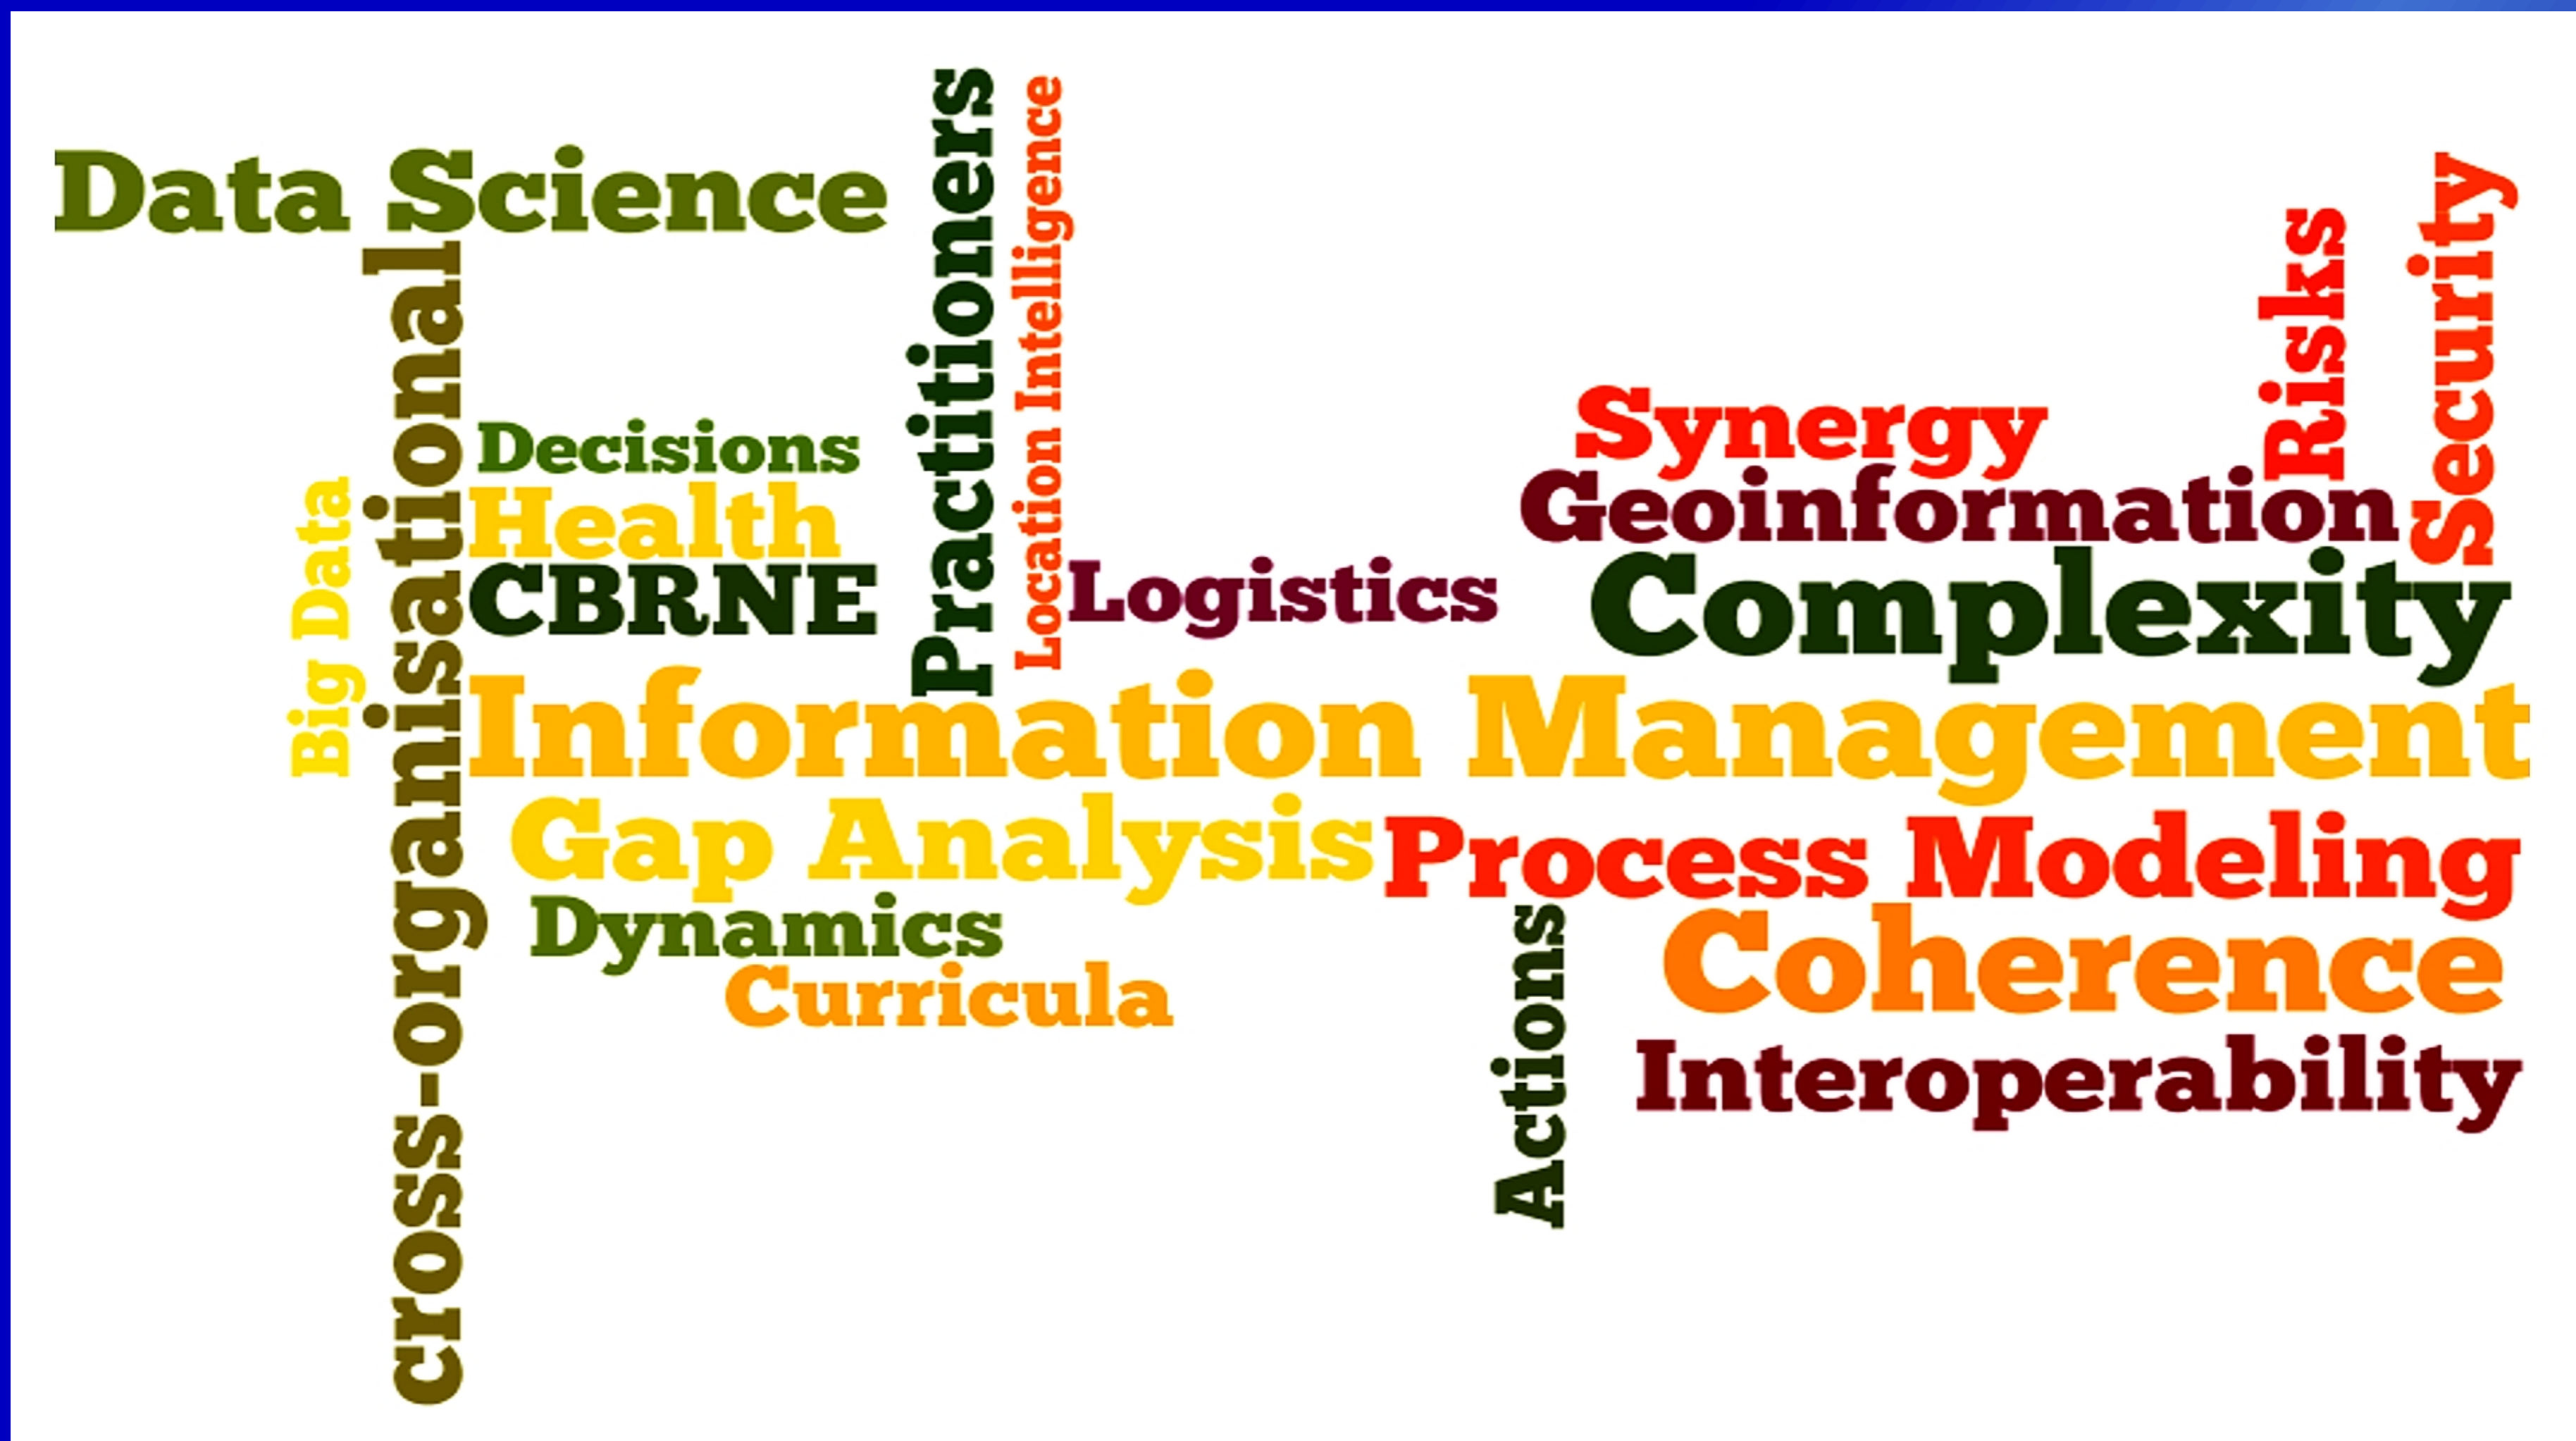 Data Science
cross-organisational
Big Data
Decisions
Health
CBRNE
Practitioners
Location Intelligence
Logistics
Synergy
Risks
Security
Geoinformation
Complexity
Information Management
Gap Analysis
Process Modeling
Dynamics
Curricula
Actions
Coherence
Interoperability